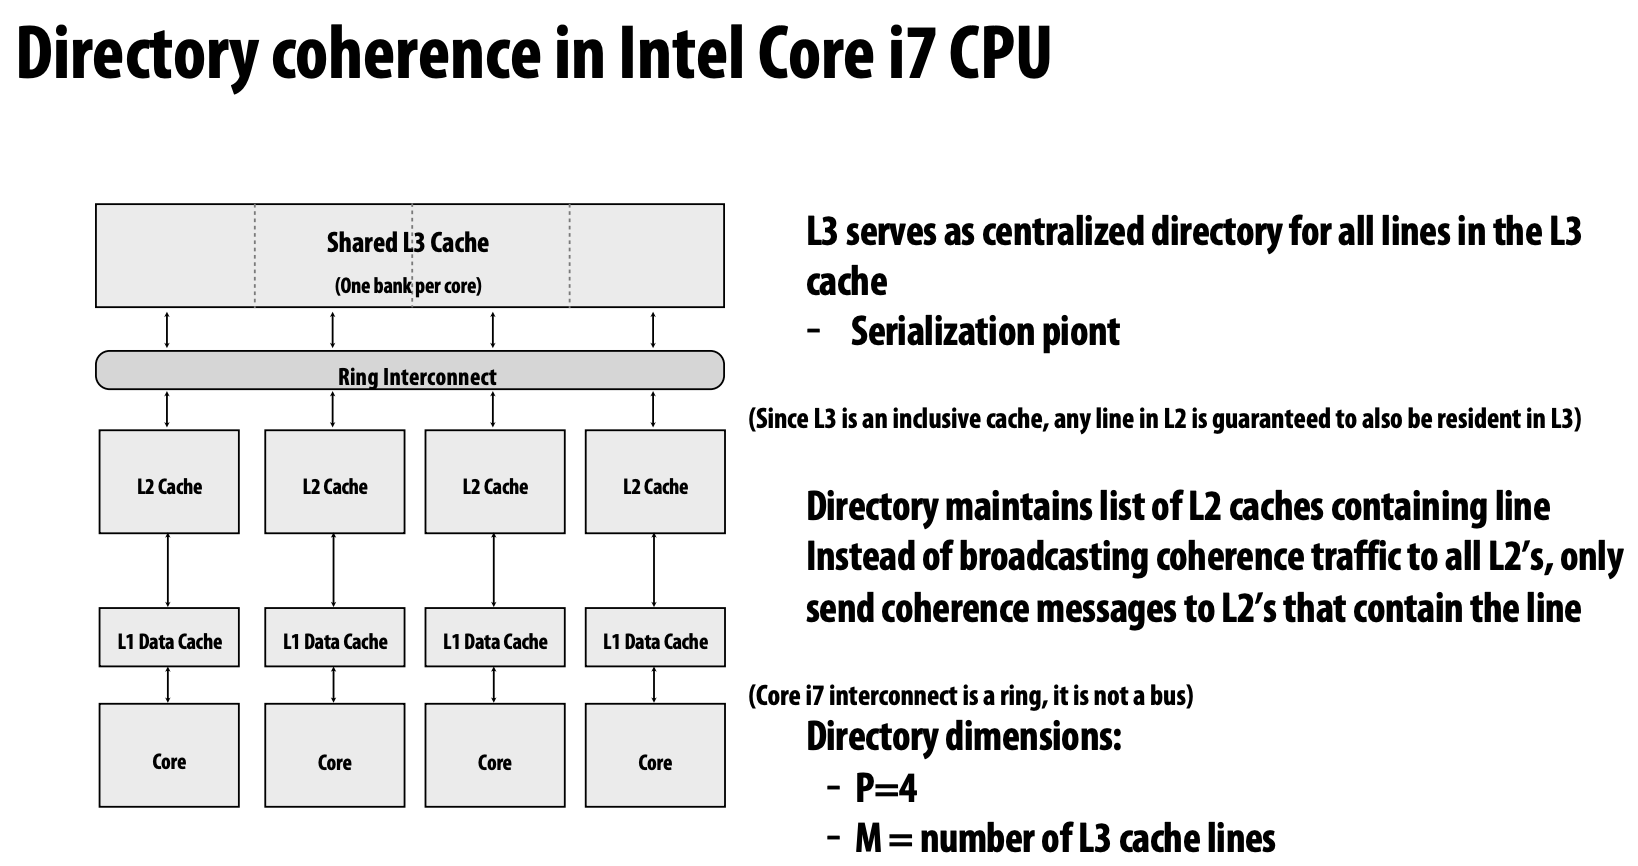 Directory coherence in Intel Core i7 CPU
Shared L3 Cache
(One bank per core)
Ring Interconnect
L2 Cache L2 Cache L2 Cache L2 Cache
L1 Data Cache L1 Data Cache L1 Data Cache L1 Data Cache
Core Core Core Core
L3 serves as centralized directory for all lines in the L3
cache
- Serialization piont
(Since L3 is an inclusive cache, any line in L2 is guaranteed to also be resident in L3)
Directory maintains list of L2 caches containing line
Instead of broadcasting coherence traffic to all L2’s, only
send coherence messages to L2’s that contain the line
(Core i7 interconnect is a ring, it is not a bus)
Directory dimensions:
- P=4
- M = number of L3 cache lines